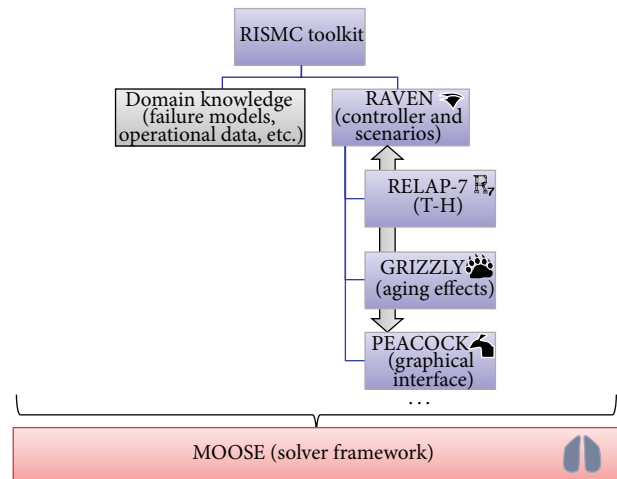 RISMC toolkit
Domain knowledge
(failure models,
operational data, etc.)
RAVEN
(controller and
scenarios)
RELAP-7 R7
(T-H)
GRIZZLY
(aging effects)
PEACOCK
(graphical
interface)
...
MOOSE (solver framework)